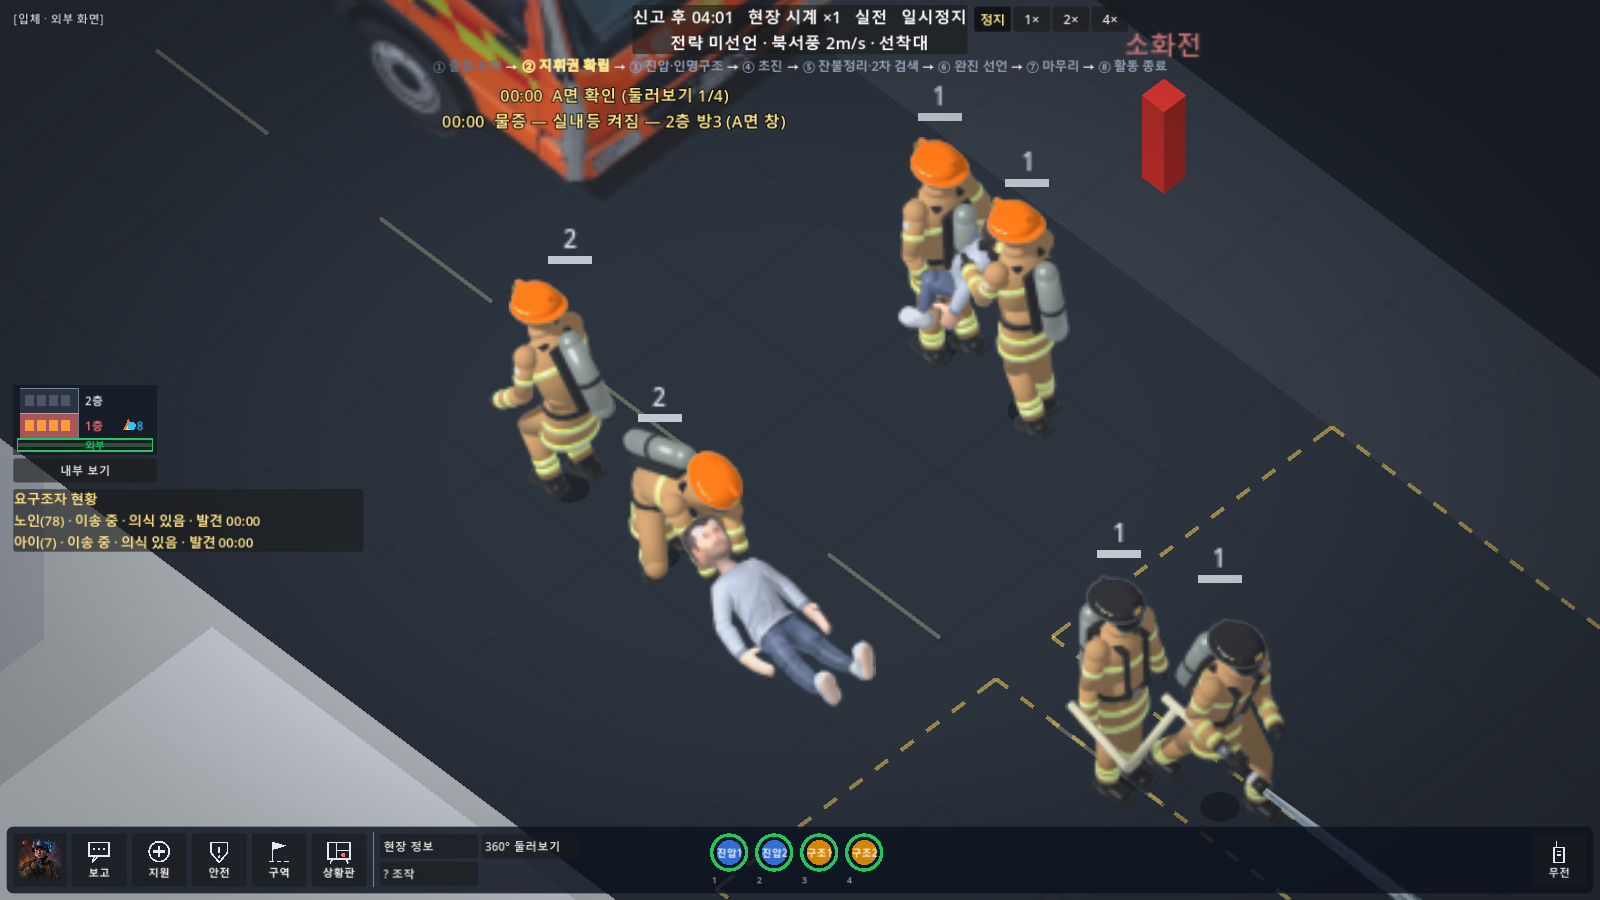 [입체 · 외부 화면]
신고 후 04:01 현장 시계 ×1 실전 일시정지
정지 1× 2× 4×
전략 미선언 · 북서풍 2m/s · 선착대
→ ② 지휘권 확립 → ③ 진압·인명구조 → ④ 초진 → ⑤ 잔불정리·2차 검색 → ⑥ 완진 선언 → ⑦ 마무리 → ⑧ 활동 종료
00:00 A면 확인 (둘러보기 1/4)
00:00 물증 — 실내등 켜짐 — 2층 방3 (A면 창)
소화전
1
1
2
2
1
1
2층
1층 8
외부
내부 보기
요구조자 현황
노인(78) · 이송 중 · 의식 있음 · 발견 00:00
아이(7) · 이송 중 · 의식 있음 · 발견 00:00
보고 지원 안전 구역 상황판
현장 정보 360° 둘러보기
? 조작
진압1 진압2 구조1 구조2
1 2 3 4
무전